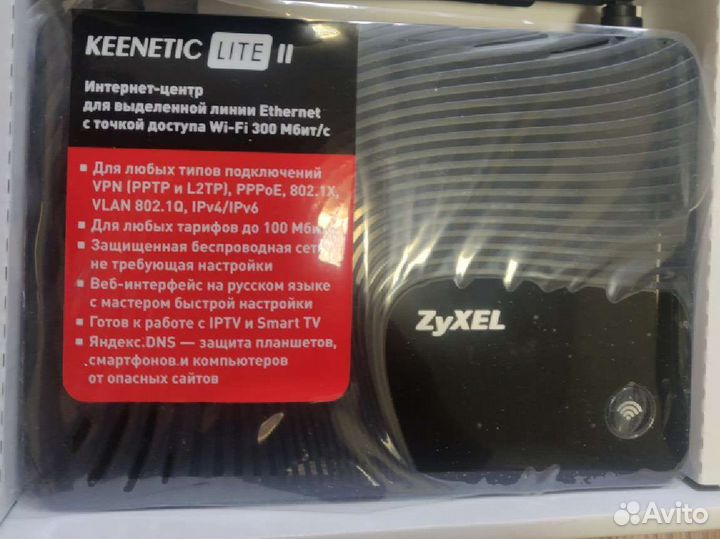 KEENETIC LITE II
Интернет-центр
для выделенной линии Ethernet
с точкой доступа Wi-Fi 300 Мбит/с
▪ Для любых типов подключений
VPN (PPTP и L2TP), PPPoE, 802.1X,
VLAN 802.1Q, IPv4/IPv6
▪ Для любых тарифов до 100 Мбит/с
▪ Защищенная беспроводная сеть,
не требующая настройки
▪ Веб-интерфейс на русском языке
с мастером быстрой настройки
▪ Готов к работе с IPTV и Smart TV
▪ Яндекс.DNS — защита планшетов,
смартфонов и компьютеров
от опасных сайтов
ZyXEL
Avito